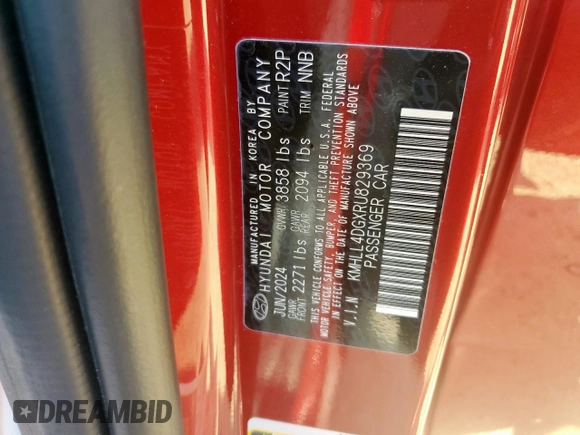 MANUFACTURED IN KOREA BY
HYUNDAI MOTOR COMPANY
JUN/2024 GVWR 3858 lbs PAINT R2P
GAWR FRONT 2271 lbs GAWR REAR 2094 lbs TRIM NNB
THIS VEHICLE CONFORMS TO ALL APPLICABLE U.S.A. FEDERAL
MOTOR VEHICLE SAFETY, BUMPER, AND THEFT PREVENTION STANDARDS
IN EFFECT ON THE DATE OF MANUFACTURE SHOWN ABOVE
V.I.N KMHLL4DGXRU829369
PASSENGER CAR
DREAMBID